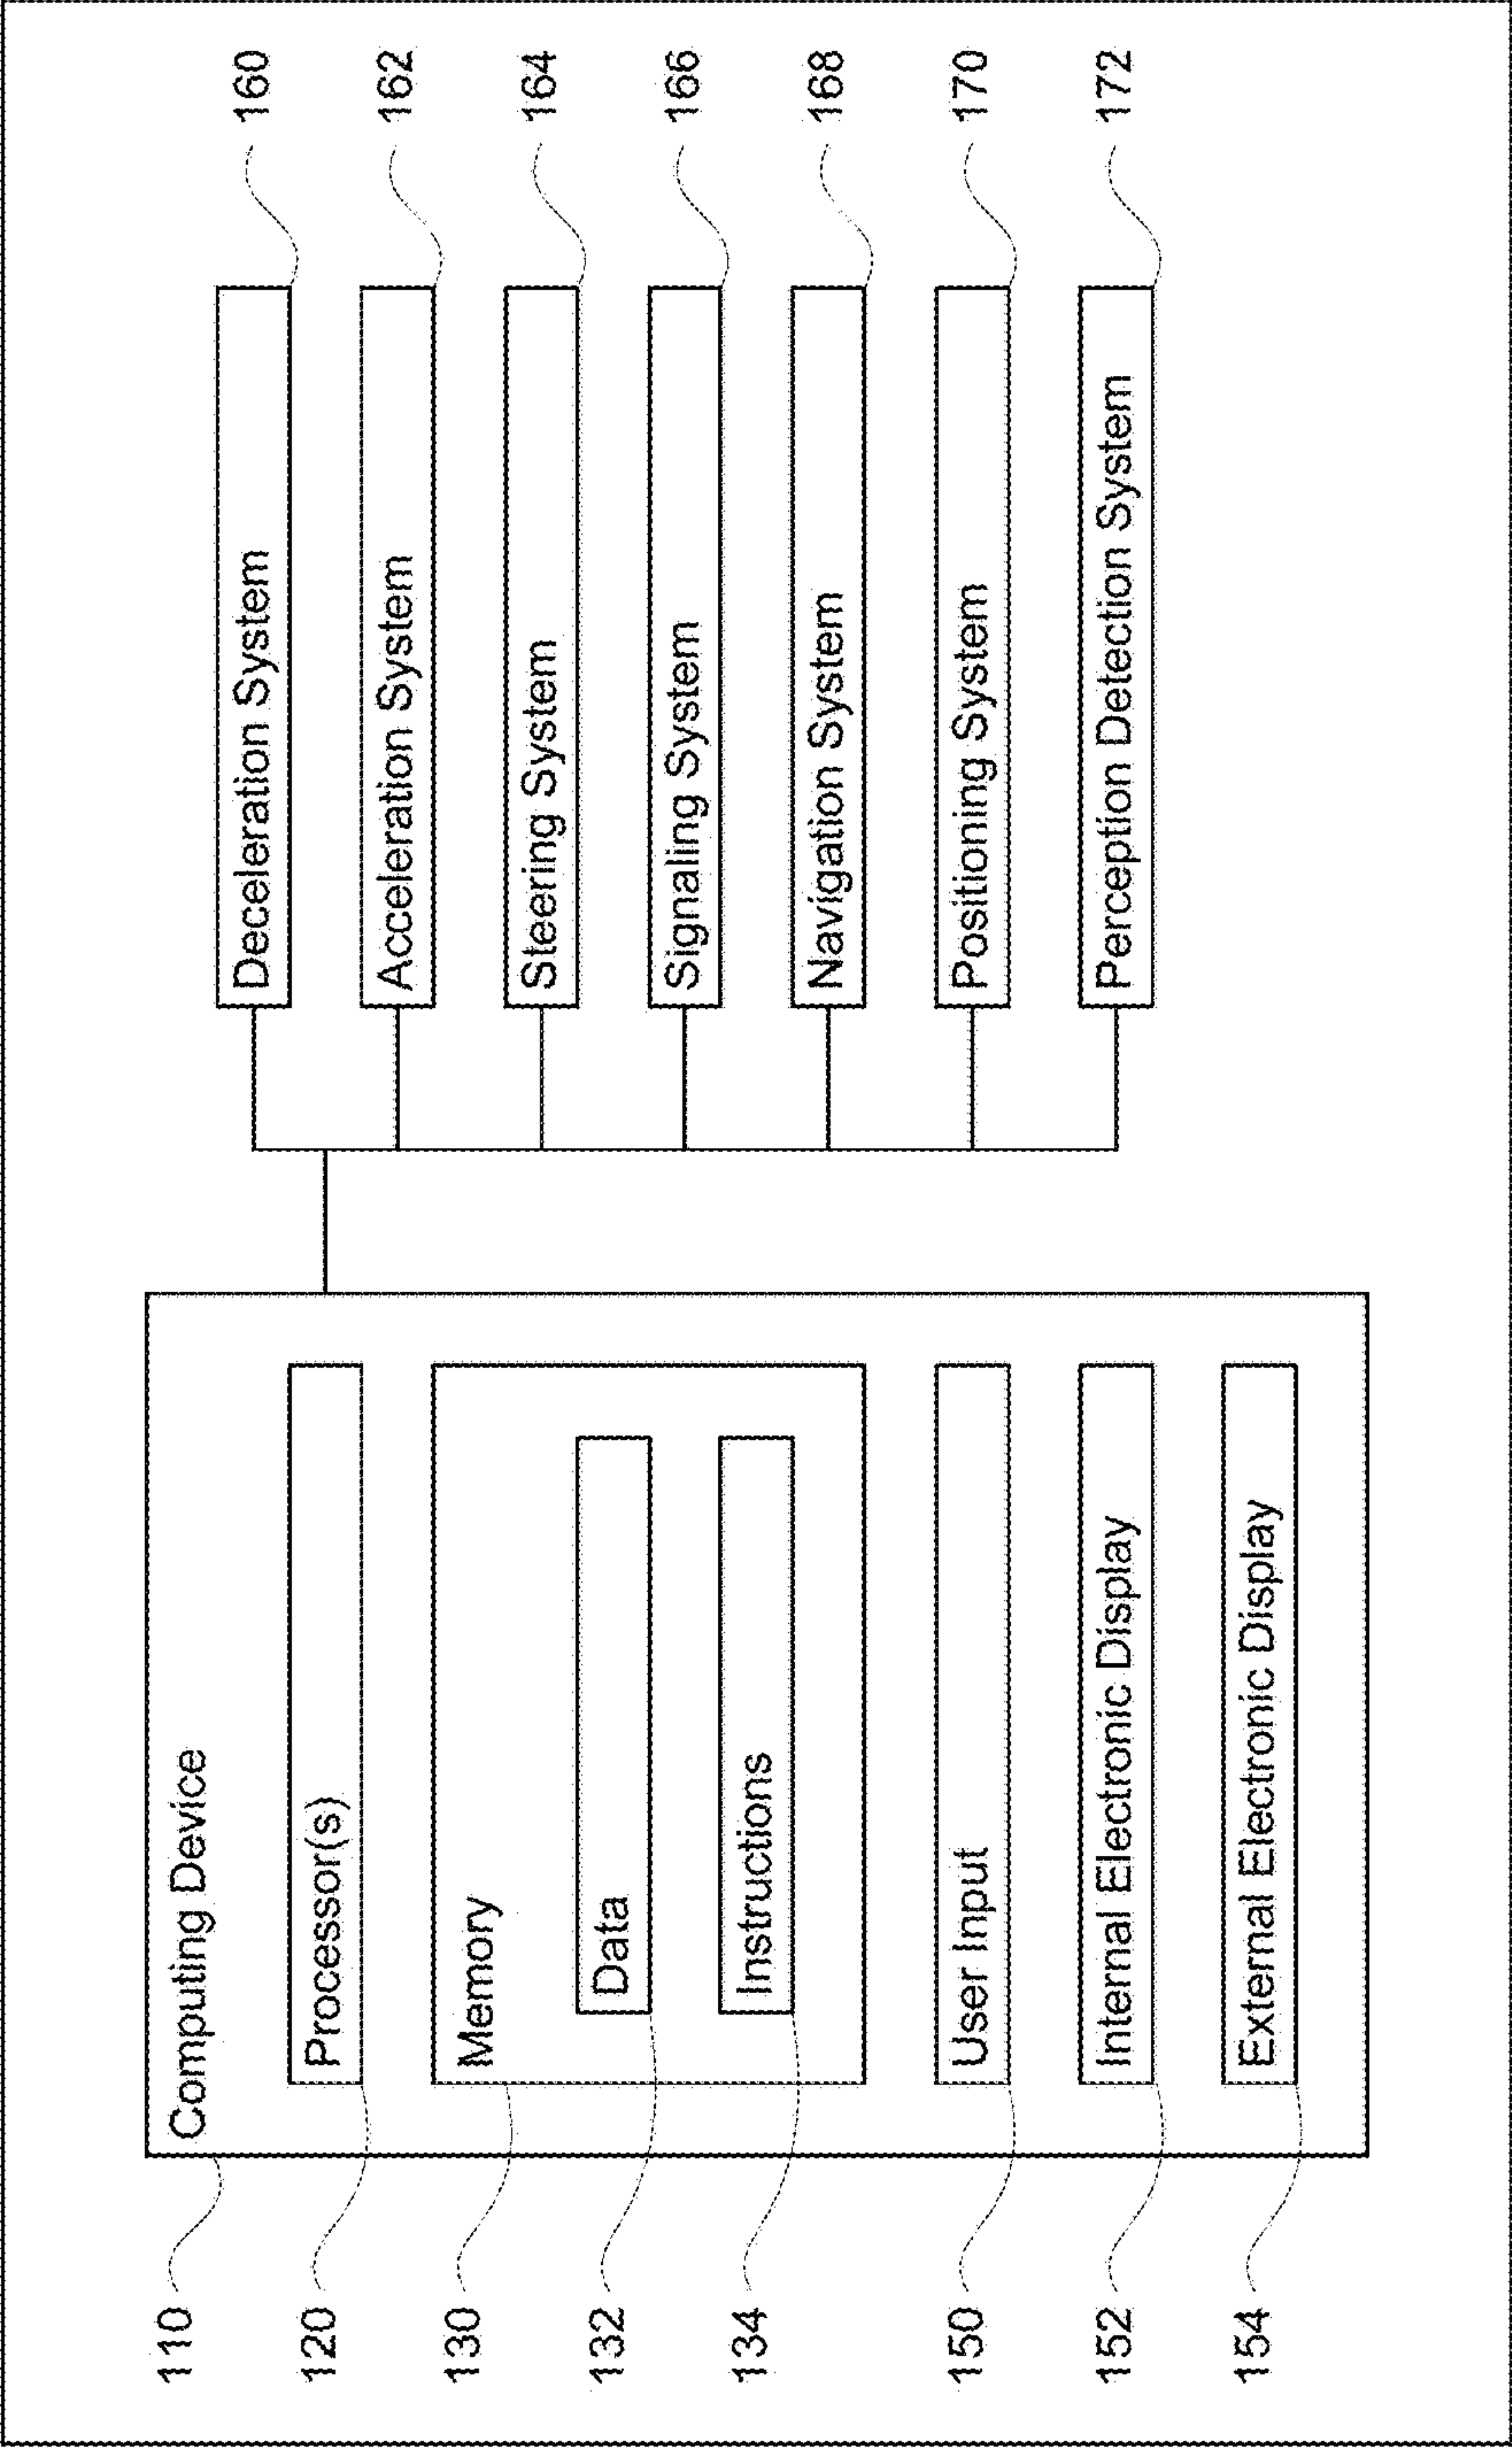 110
Computing Device
120
Processor(s)
130
Memory
132
Data
134
Instructions
150
User Input
152
Internal Electronic Display
154
External Electronic Display
Deceleration System
160
Acceleration System
162
Steering System
164
Signaling System
166
Navigation System
168
Positioning System
170
Perception Detection System
172